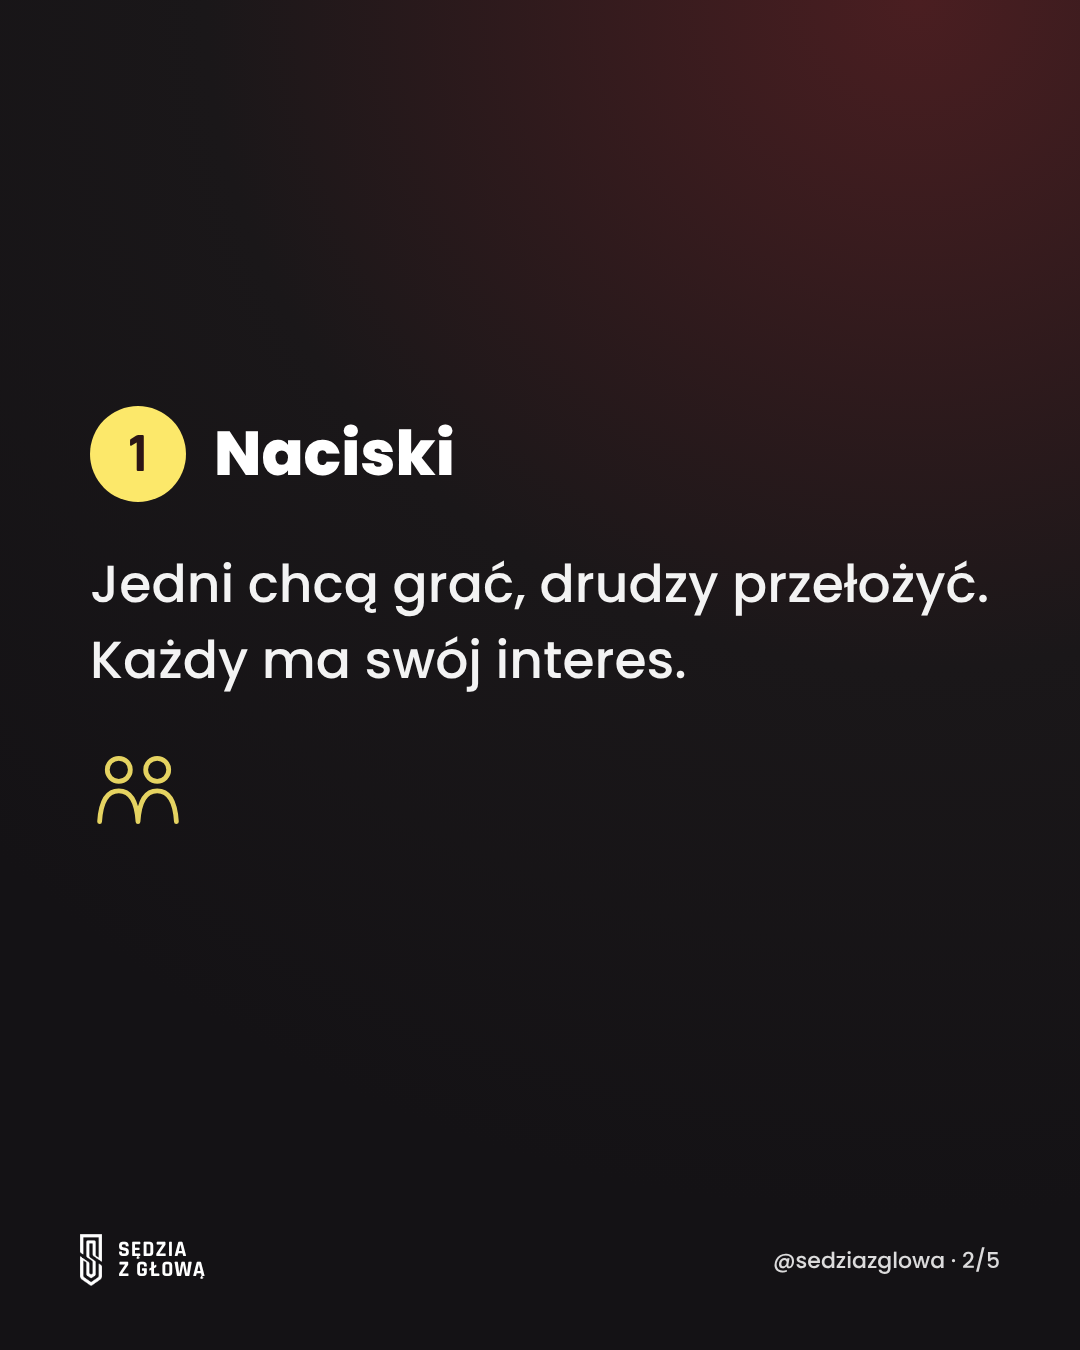 1 Naciski
Jedni chcą grać, drudzy przełożyć.
Każdy ma swój interes.
SĘDZIA
Z GŁOWĄ
@sedziazglowa · 2/5